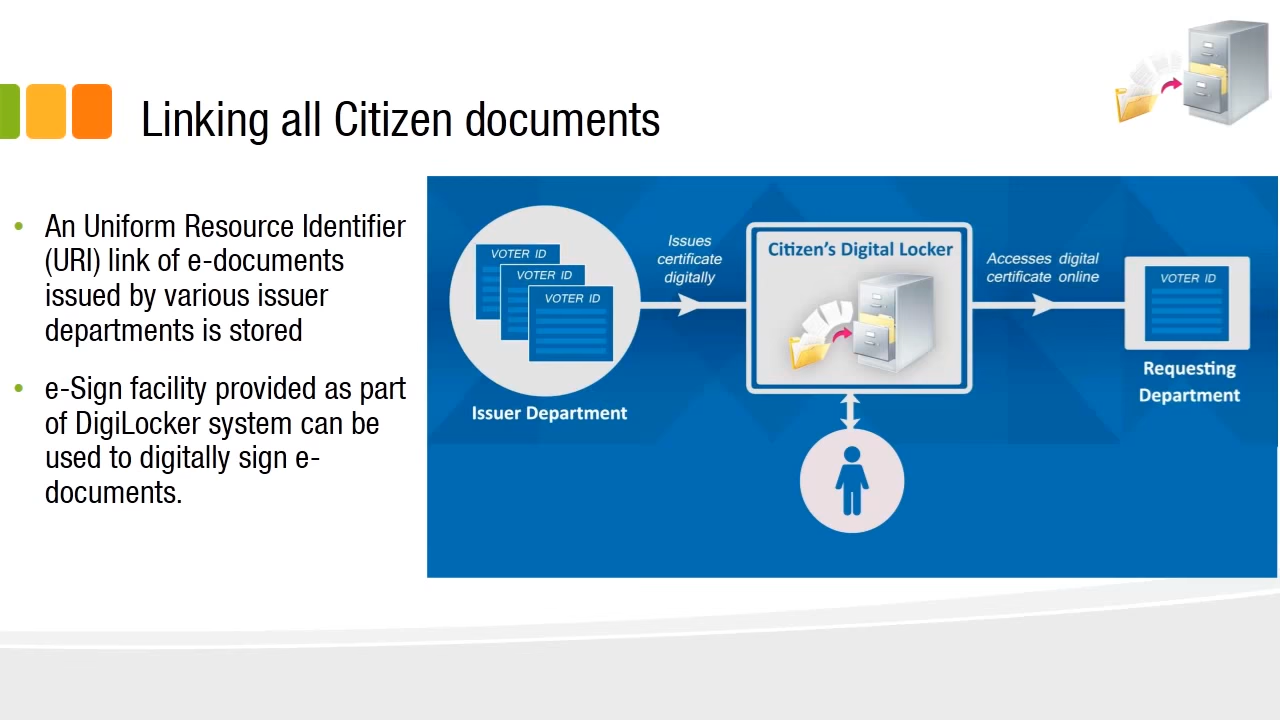 Linking all Citizen documents
• An Uniform Resource Identifier
(URI) link of e-documents
issued by various issuer
departments is stored
• e-Sign facility provided as part
of DigiLocker system can be
used to digitally sign e-
documents.
VOTER ID
VOTER ID
VOTER ID
Issuer Department
Issues
certificate
digitally
Citizen's Digital Locker
Accesses digital
certificate online
VOTER ID
Requesting
Department